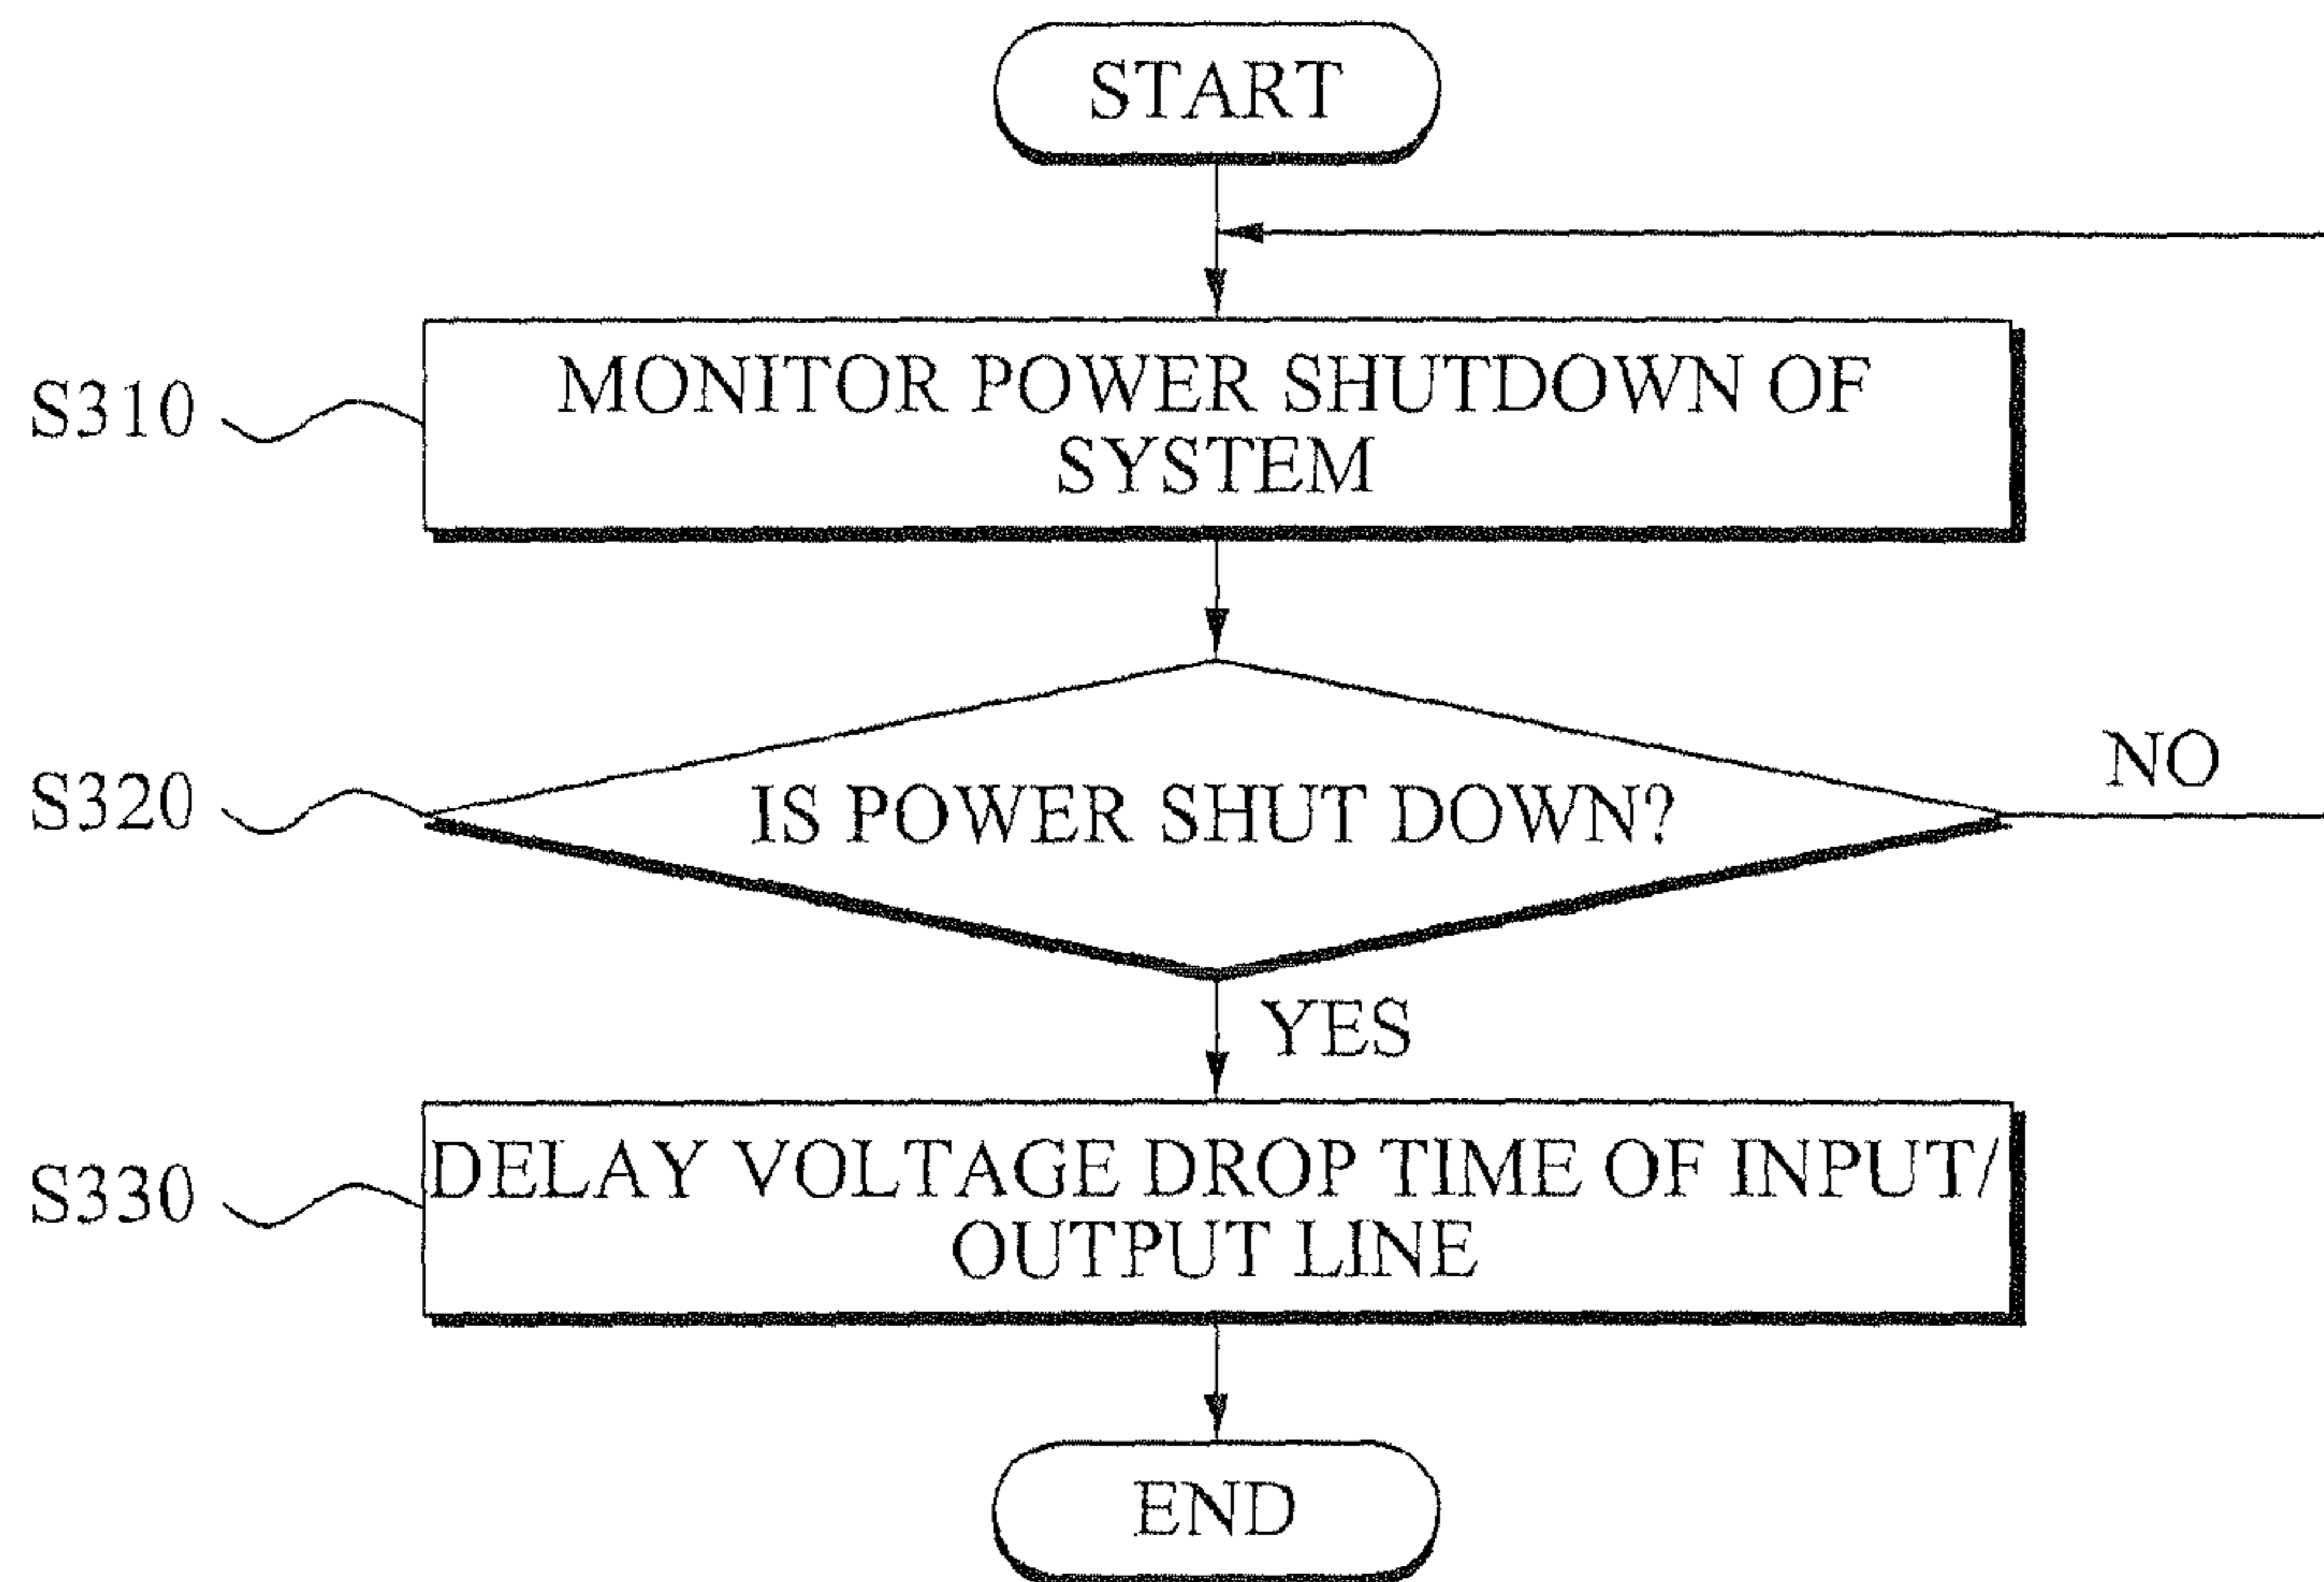 START
S310
MONITOR POWER SHUTDOWN OF
SYSTEM
S320
IS POWER SHUT DOWN?
NO
YES
S330
DELAY VOLTAGE DROP TIME OF INPUT/
OUTPUT LINE
END